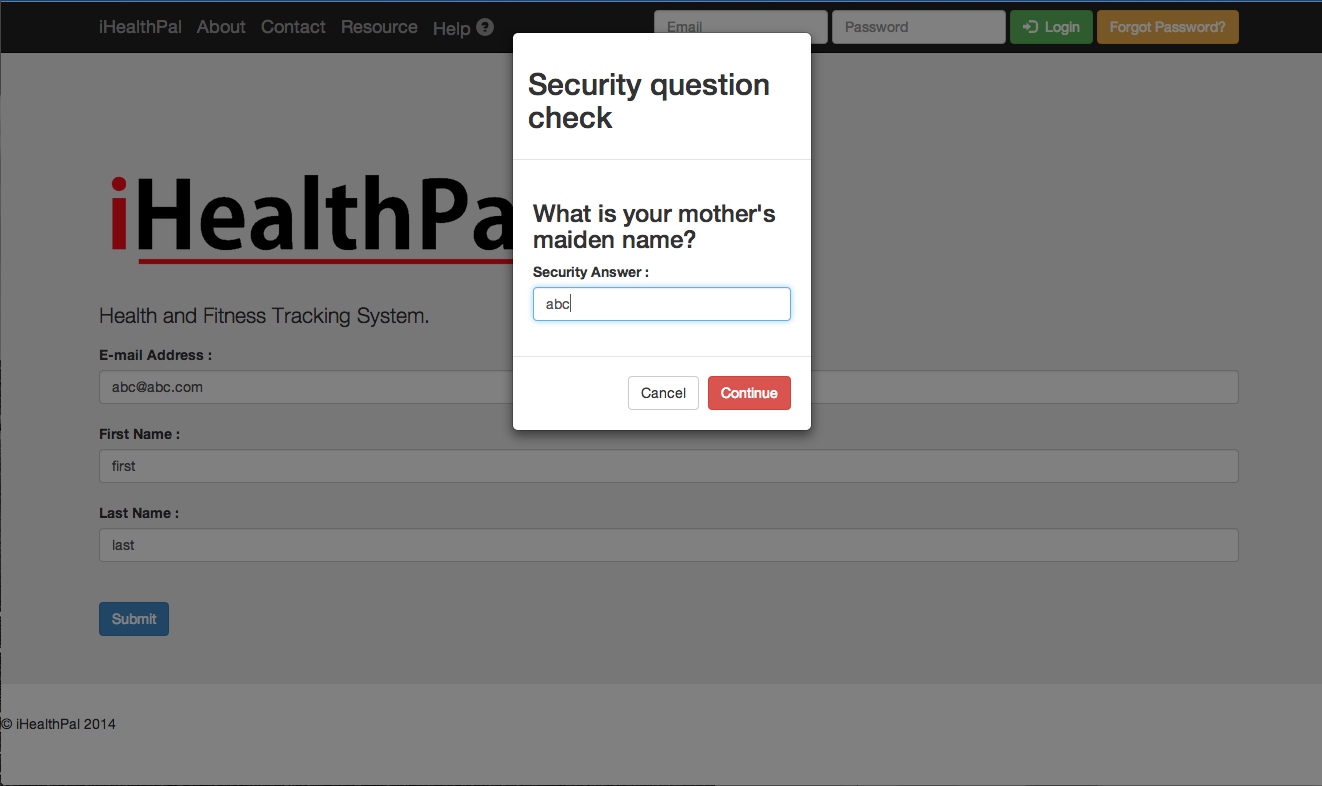 iHealthPal About Contact Resource Help ? Email Password Login Forgot Password?
Security question
check
What is your mother's
maiden name?
Security Answer :
abc
Cancel Continue
iHealthPa
Health and Fitness Tracking System.
E-mail Address :
abc@abc.com
First Name :
first
Last Name :
last
Submit
© iHealthPal 2014